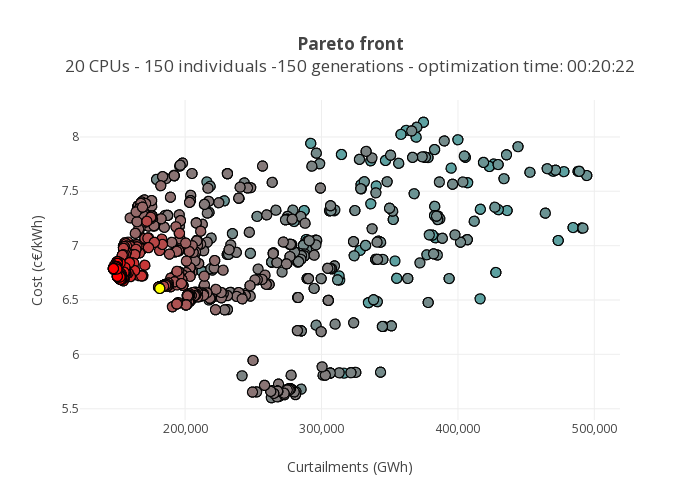 Pareto front
20 CPUs - 150 individuals -150 generations - optimization time: 00:20:22
8
7.5
7
6.5
6
5.5
Cost (c€/kWh)
200,000 300,000 400,000 500,000
Curtailments (GWh)